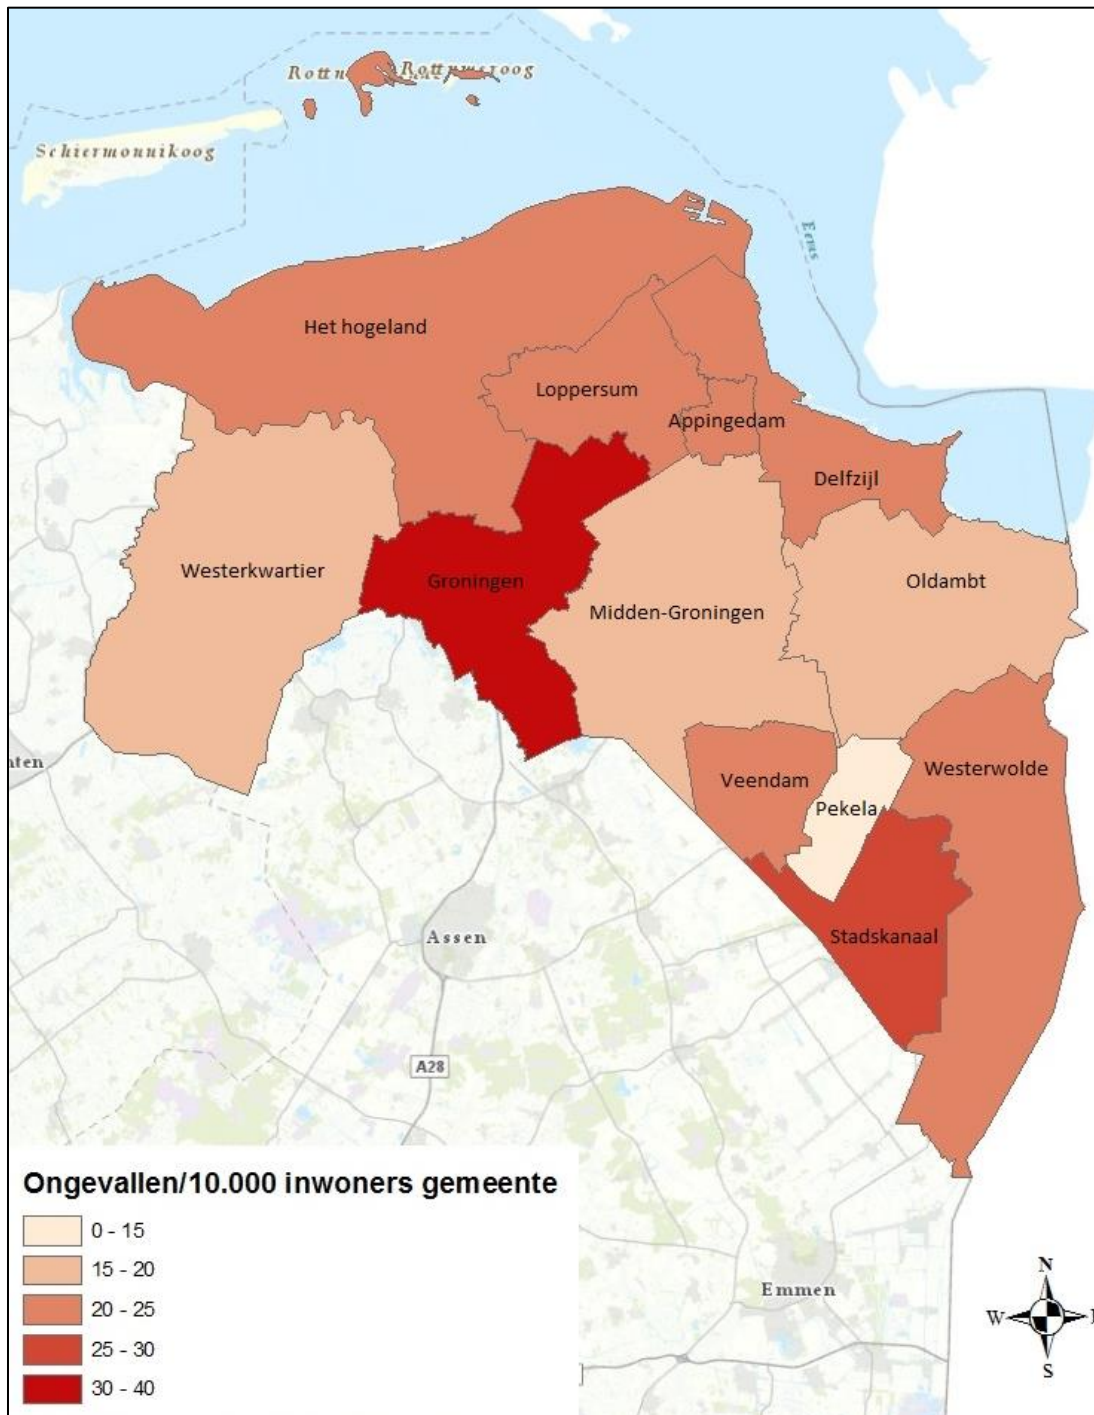 Schiermonnikoog
Eems
Het hogeland
Loppersum
Appingedam
Delfzijl
Westerkwartier
Groningen
Oldambt
Midden-Groningen
Veendam
Westerwolde
Pekela
Stadskanaal
Assen
A28
Emmen
Ongevallen/10.000 inwoners gemeente
0 - 15
15 - 20
20 - 25
25 - 30
30 - 40
N
W
S